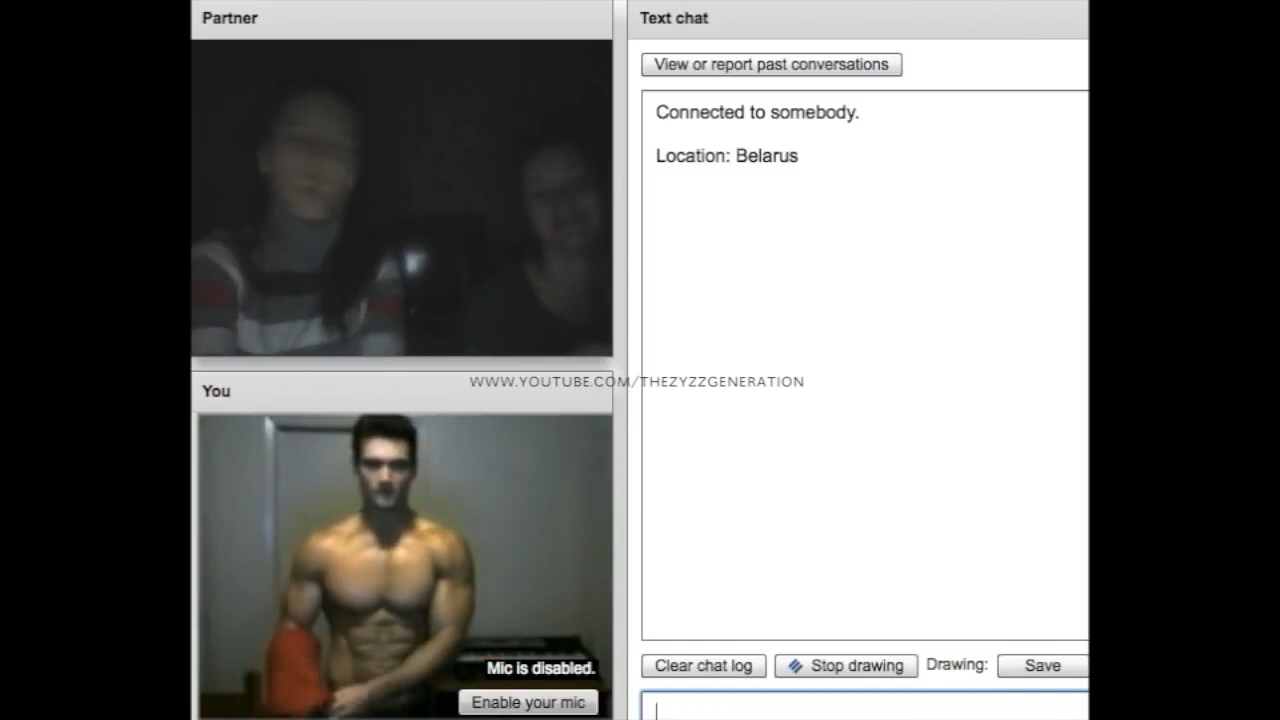 Partner
Text chat
View or report past conversations
Connected to somebody.
Location: Belarus
WWW.YOUTUBE.COM/THEZYZZGENERATION
You
Mic is disabled.
Enable your mic
Clear chat log
Stop drawing
Drawing:
Save